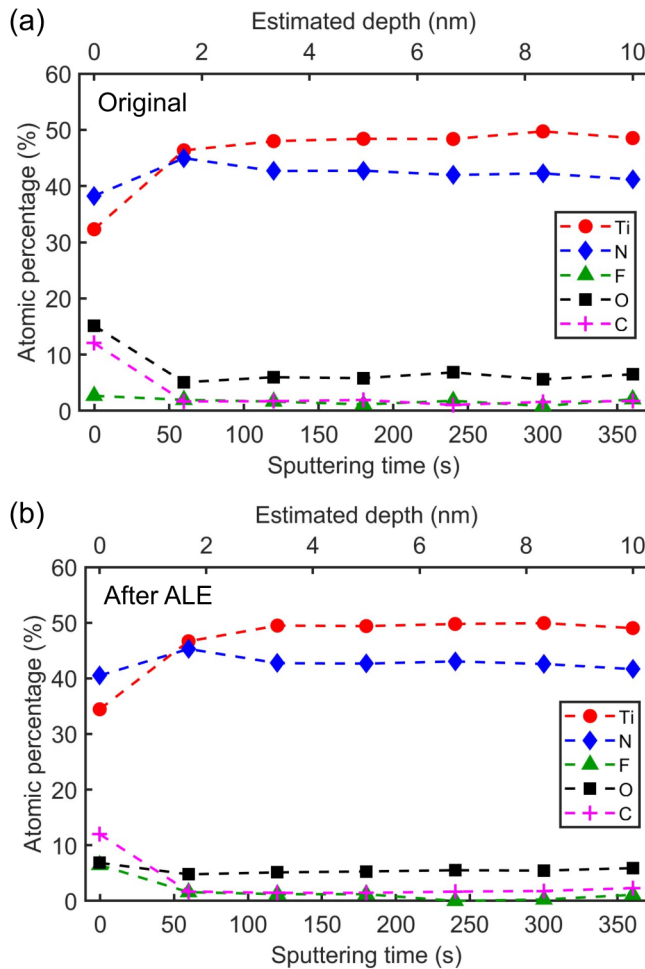 (a)
Estimated depth (nm)
0 2 4 6 8 10
60
50
40
30
20
10
0
Atomic percentage (%)
Original
Ti
N
F
O
C
0 50 100 150 200 250 300 350
Sputtering time (s)
(b)
Estimated depth (nm)
0 2 4 6 8 10
60
50
40
30
20
10
0
Atomic percentage (%)
After ALE
Ti
N
F
O
C
0 50 100 150 200 250 300 350
Sputtering time (s)